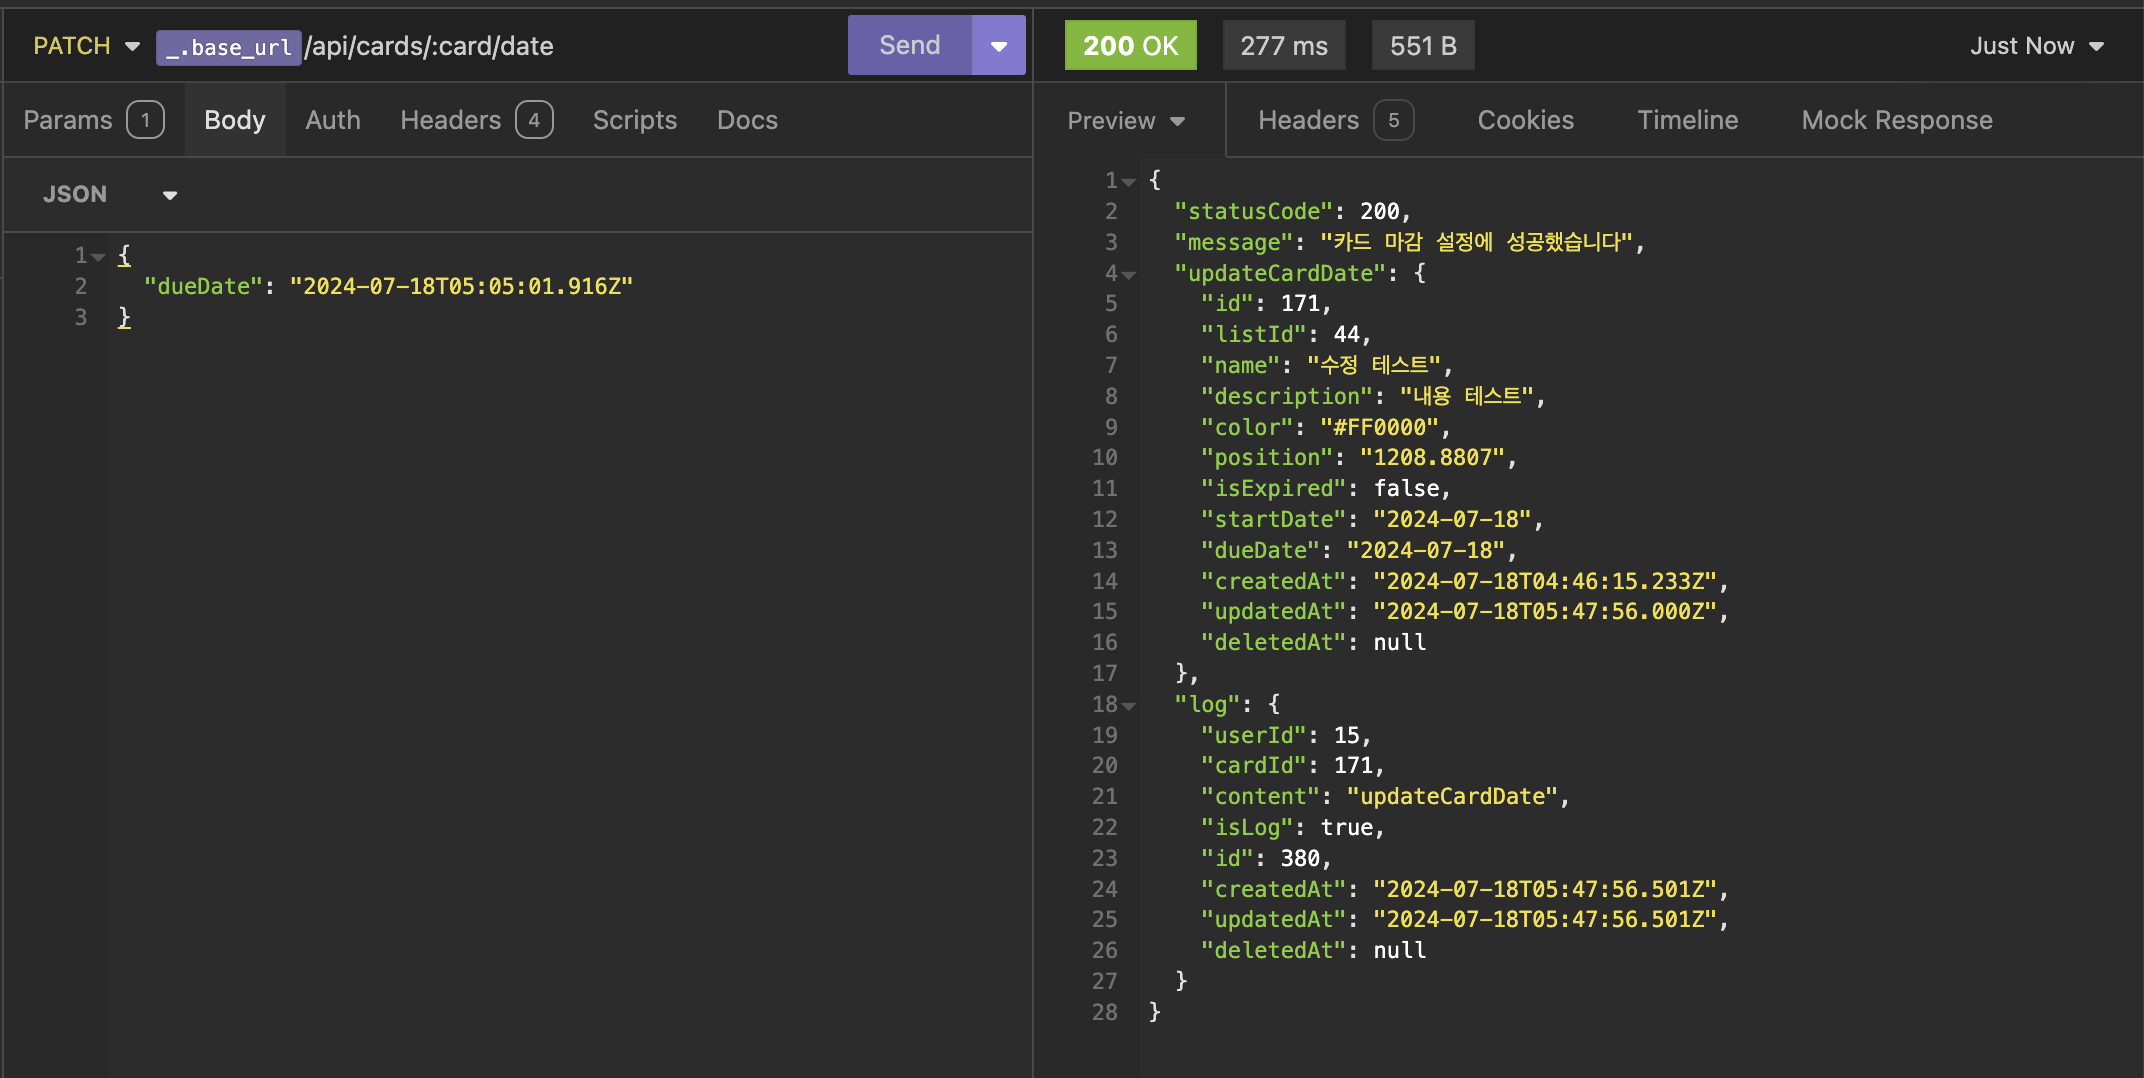 PATCH _.base_url /api/cards/:card/date Send
Params 1 Body Auth Headers 4 Scripts Docs
JSON
1 {
2 "dueDate": "2024-07-18T05:05:01.916Z"
3 }
200 OK 277 ms 551 B Just Now
Preview Headers 5 Cookies Timeline Mock Response
1 {
2 "statusCode": 200,
3 "message": "카드 마감 설정에 성공했습니다",
4 "updateCardDate": {
5 "id": 171,
6 "listId": 44,
7 "name": "수정 테스트",
8 "description": "내용 테스트",
9 "color": "#FF0000",
10 "position": "1208.8807",
11 "isExpired": false,
12 "startDate": "2024-07-18",
13 "dueDate": "2024-07-18",
14 "createdAt": "2024-07-18T04:46:15.233Z",
15 "updatedAt": "2024-07-18T05:47:56.000Z",
16 "deletedAt": null
17 },
18 "log": {
19 "userId": 15,
20 "cardId": 171,
21 "content": "updateCardDate",
22 "isLog": true,
23 "id": 380,
24 "createdAt": "2024-07-18T05:47:56.501Z",
25 "updatedAt": "2024-07-18T05:47:56.501Z",
26 "deletedAt": null
27 }
28 }